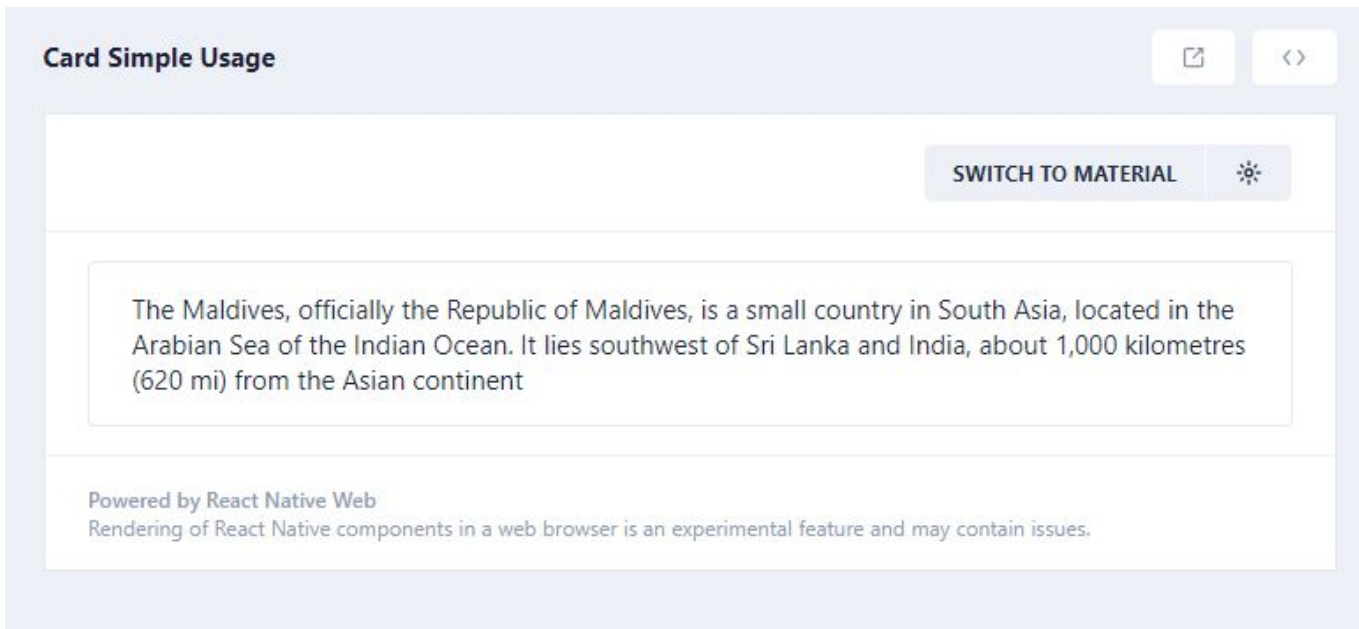 Card Simple Usage
SWITCH TO MATERIAL
The Maldives, officially the Republic of Maldives, is a small country in South Asia, located in the
Arabian Sea of the Indian Ocean. It lies southwest of Sri Lanka and India, about 1,000 kilometres
(620 mi) from the Asian continent
Powered by React Native Web
Rendering of React Native components in a web browser is an experimental feature and may contain issues.